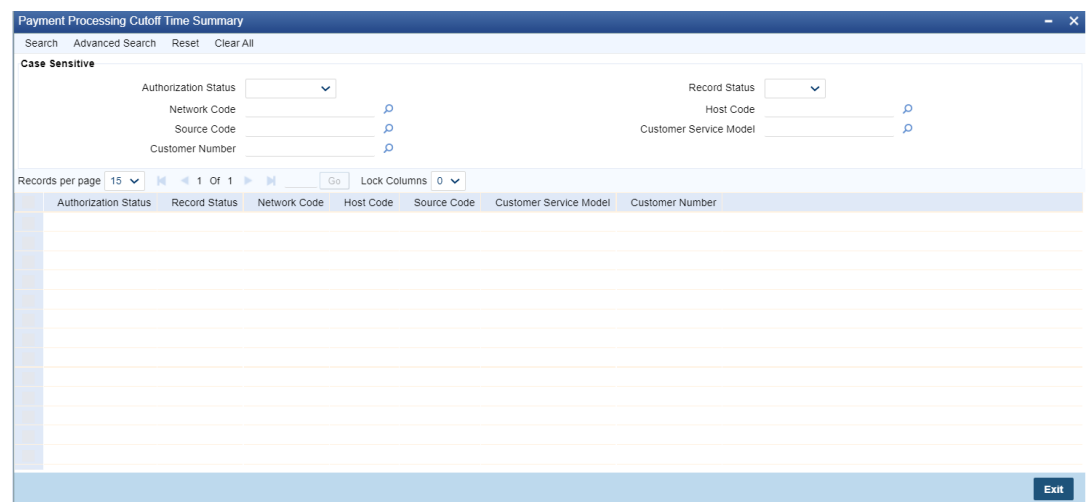 Payment Processing Cutoff Time Summary
Search Advanced Search Reset Clear All
Case Sensitive
Authorization Status Record Status
Network Code Host Code
Source Code Customer Service Model
Customer Number
Records per page 15 1 Of 1 Go Lock Columns 0
Authorization Status Record Status Network Code Host Code Source Code Customer Service Model Customer Number
Exit